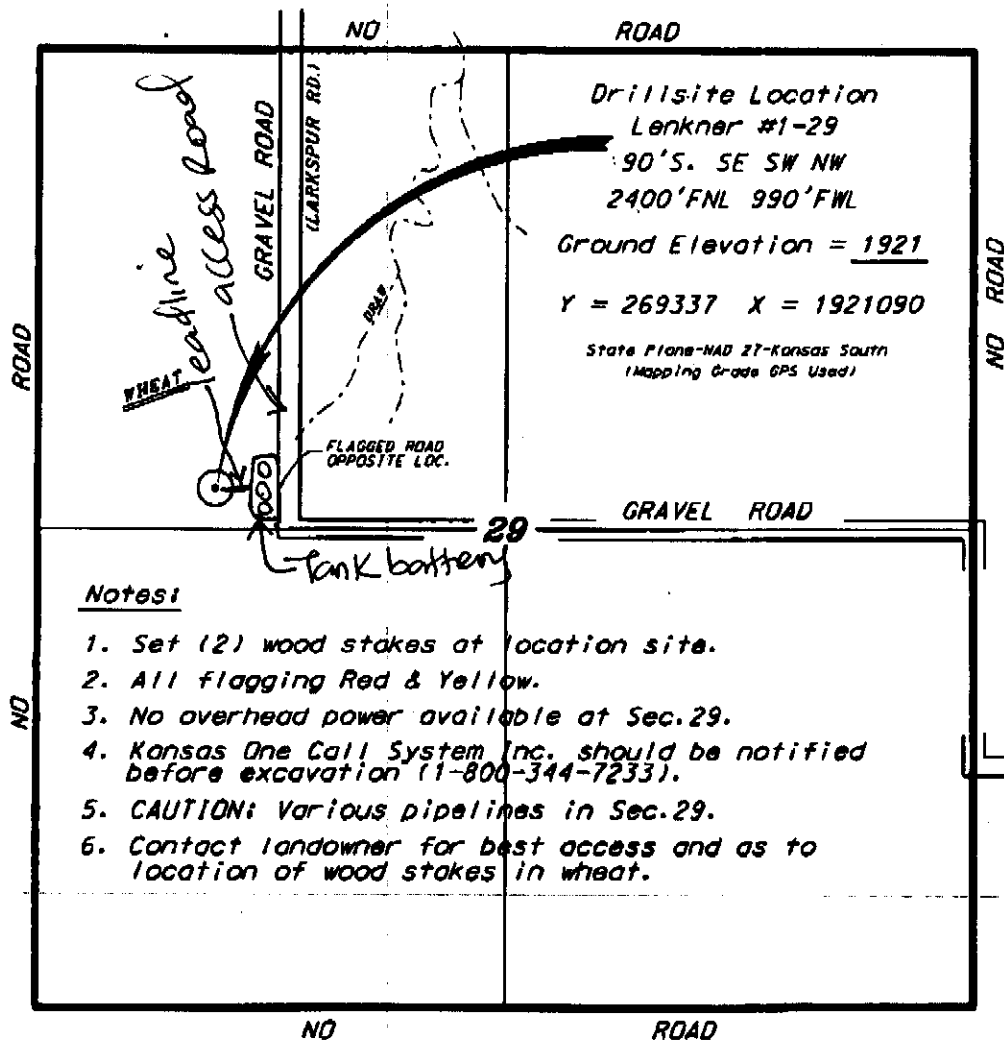 NO ROAD
Drillsite Location
Lenkner #1-29
90'S. SE SW NW
2400'FNL 990'FWL
Ground Elevation = 1921
Y = 269337 X = 1921090
State Plane-NAD 27-Kansas South
(Mapping Grade GPS Used)
leadline
access Road
GRAVEL ROAD
(LARKSPUR RD.)
DRAW
WHEAT
FLAGGED ROAD
OPPOSITE LOC.
GRAVEL ROAD
29
Tank battery
NO ROAD
NO ROAD
Notes:
1. Set (2) wood stakes at location site.
2. All flagging Red & Yellow.
3. No overhead power available at Sec.29.
4. Kansas One Call System Inc. should be notified
before excavation (1-800-344-7233).
5. CAUTION: Various pipelines in Sec.29.
6. Contact landowner for best access and as to
location of wood stakes in wheat.
NO ROAD